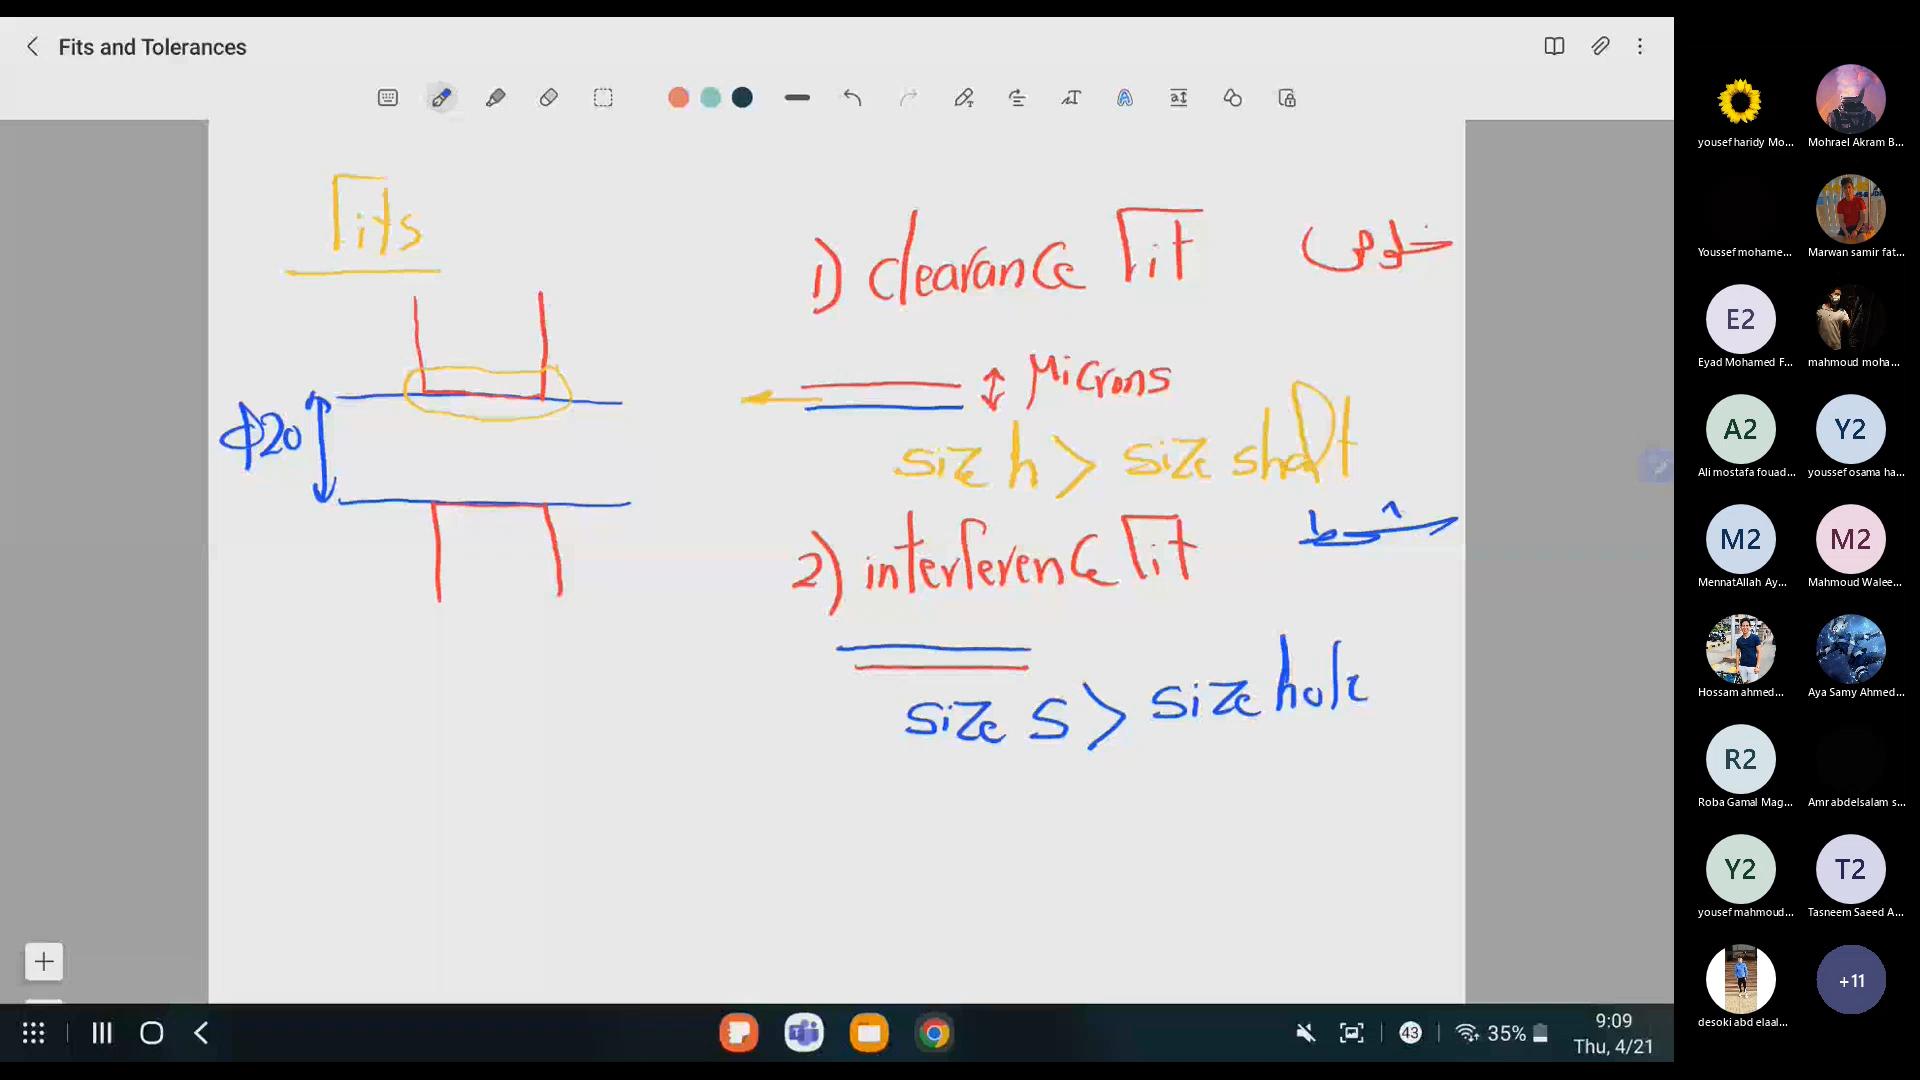 Fits and Tolerances
Fits
1) clearance Fit
خلوص
Microns
Φ20
size h > size shaft
2) interference Fit
size s > size hole
yousef haridy Mo...
Mohrael Akram B...
Youssef mohame...
Marwan samir fat...
E2
Eyad Mohamed F...
mahmoud moha...
A2
Ali mostafa fouad...
Y2
youssef osama ha...
M2
MennatAllah Ay...
M2
Mahmoud Walee...
Hossam ahmed...
Aya Samy Ahmed...
R2
Roba Gamal Mag...
Amr abdelsalam s...
Y2
yousef mahmoud...
T2
Tasneem Saeed A...
desoki abd elaal...
+11
43
35%
9:09
Thu, 4/21